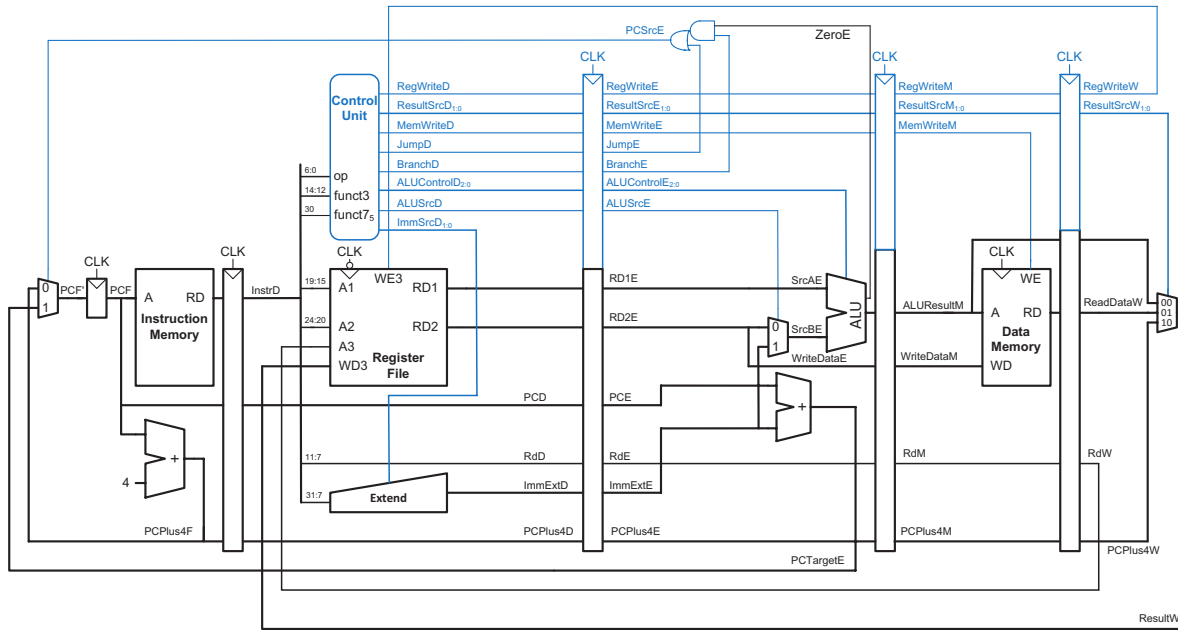 PCSrcE
ZeroE
CLK
CLK
CLK
Control
Unit
RegWriteD
RegWriteE
RegWriteM
RegWriteW
ResultSrcD1:0
ResultSrcE1:0
ResultSrcM1:0
ResultSrcW1:0
MemWriteD
MemWriteE
MemWriteM
JumpD
JumpE
BranchD
BranchE
6:0
op
14:12
funct3
30
funct75
ALUControlD2:0
ALUControlE2:0
ALUSrcD
ALUSrcE
ImmSrcD1:0
CLK
CLK
CLK
CLK
0
1
PCF'
PCF
A
RD
Instruction
Memory
InstrD
19:15
A1
WE3
RD1
RD1E
SrcAE
24:20
A2
RD2
RD2E
A3
WD3
Register
File
0
1
SrcBE
ALU
WriteDataE
ALUResultM
WriteDataM
WE
A
RD
Data
Memory
WD
ReadDataW
00
01
10
PCD
PCE
+
+
4
11:7
RdD
RdE
RdM
RdW
31:7
Extend
ImmExtD
ImmExtE
PCPlus4F
PCPlus4D
PCPlus4E
PCPlus4M
PCPlus4W
PCTargetE
ResultW